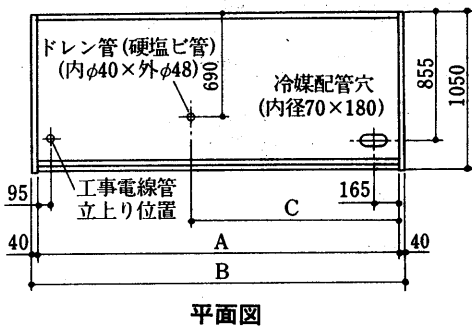 ドレン管(硬塩ビ管)
(内φ40×外φ48)
690
冷媒配管穴
(内径70×180)
855
1050
工事電線管
立上り位置
95
165
C
40
A
40
B
平面図